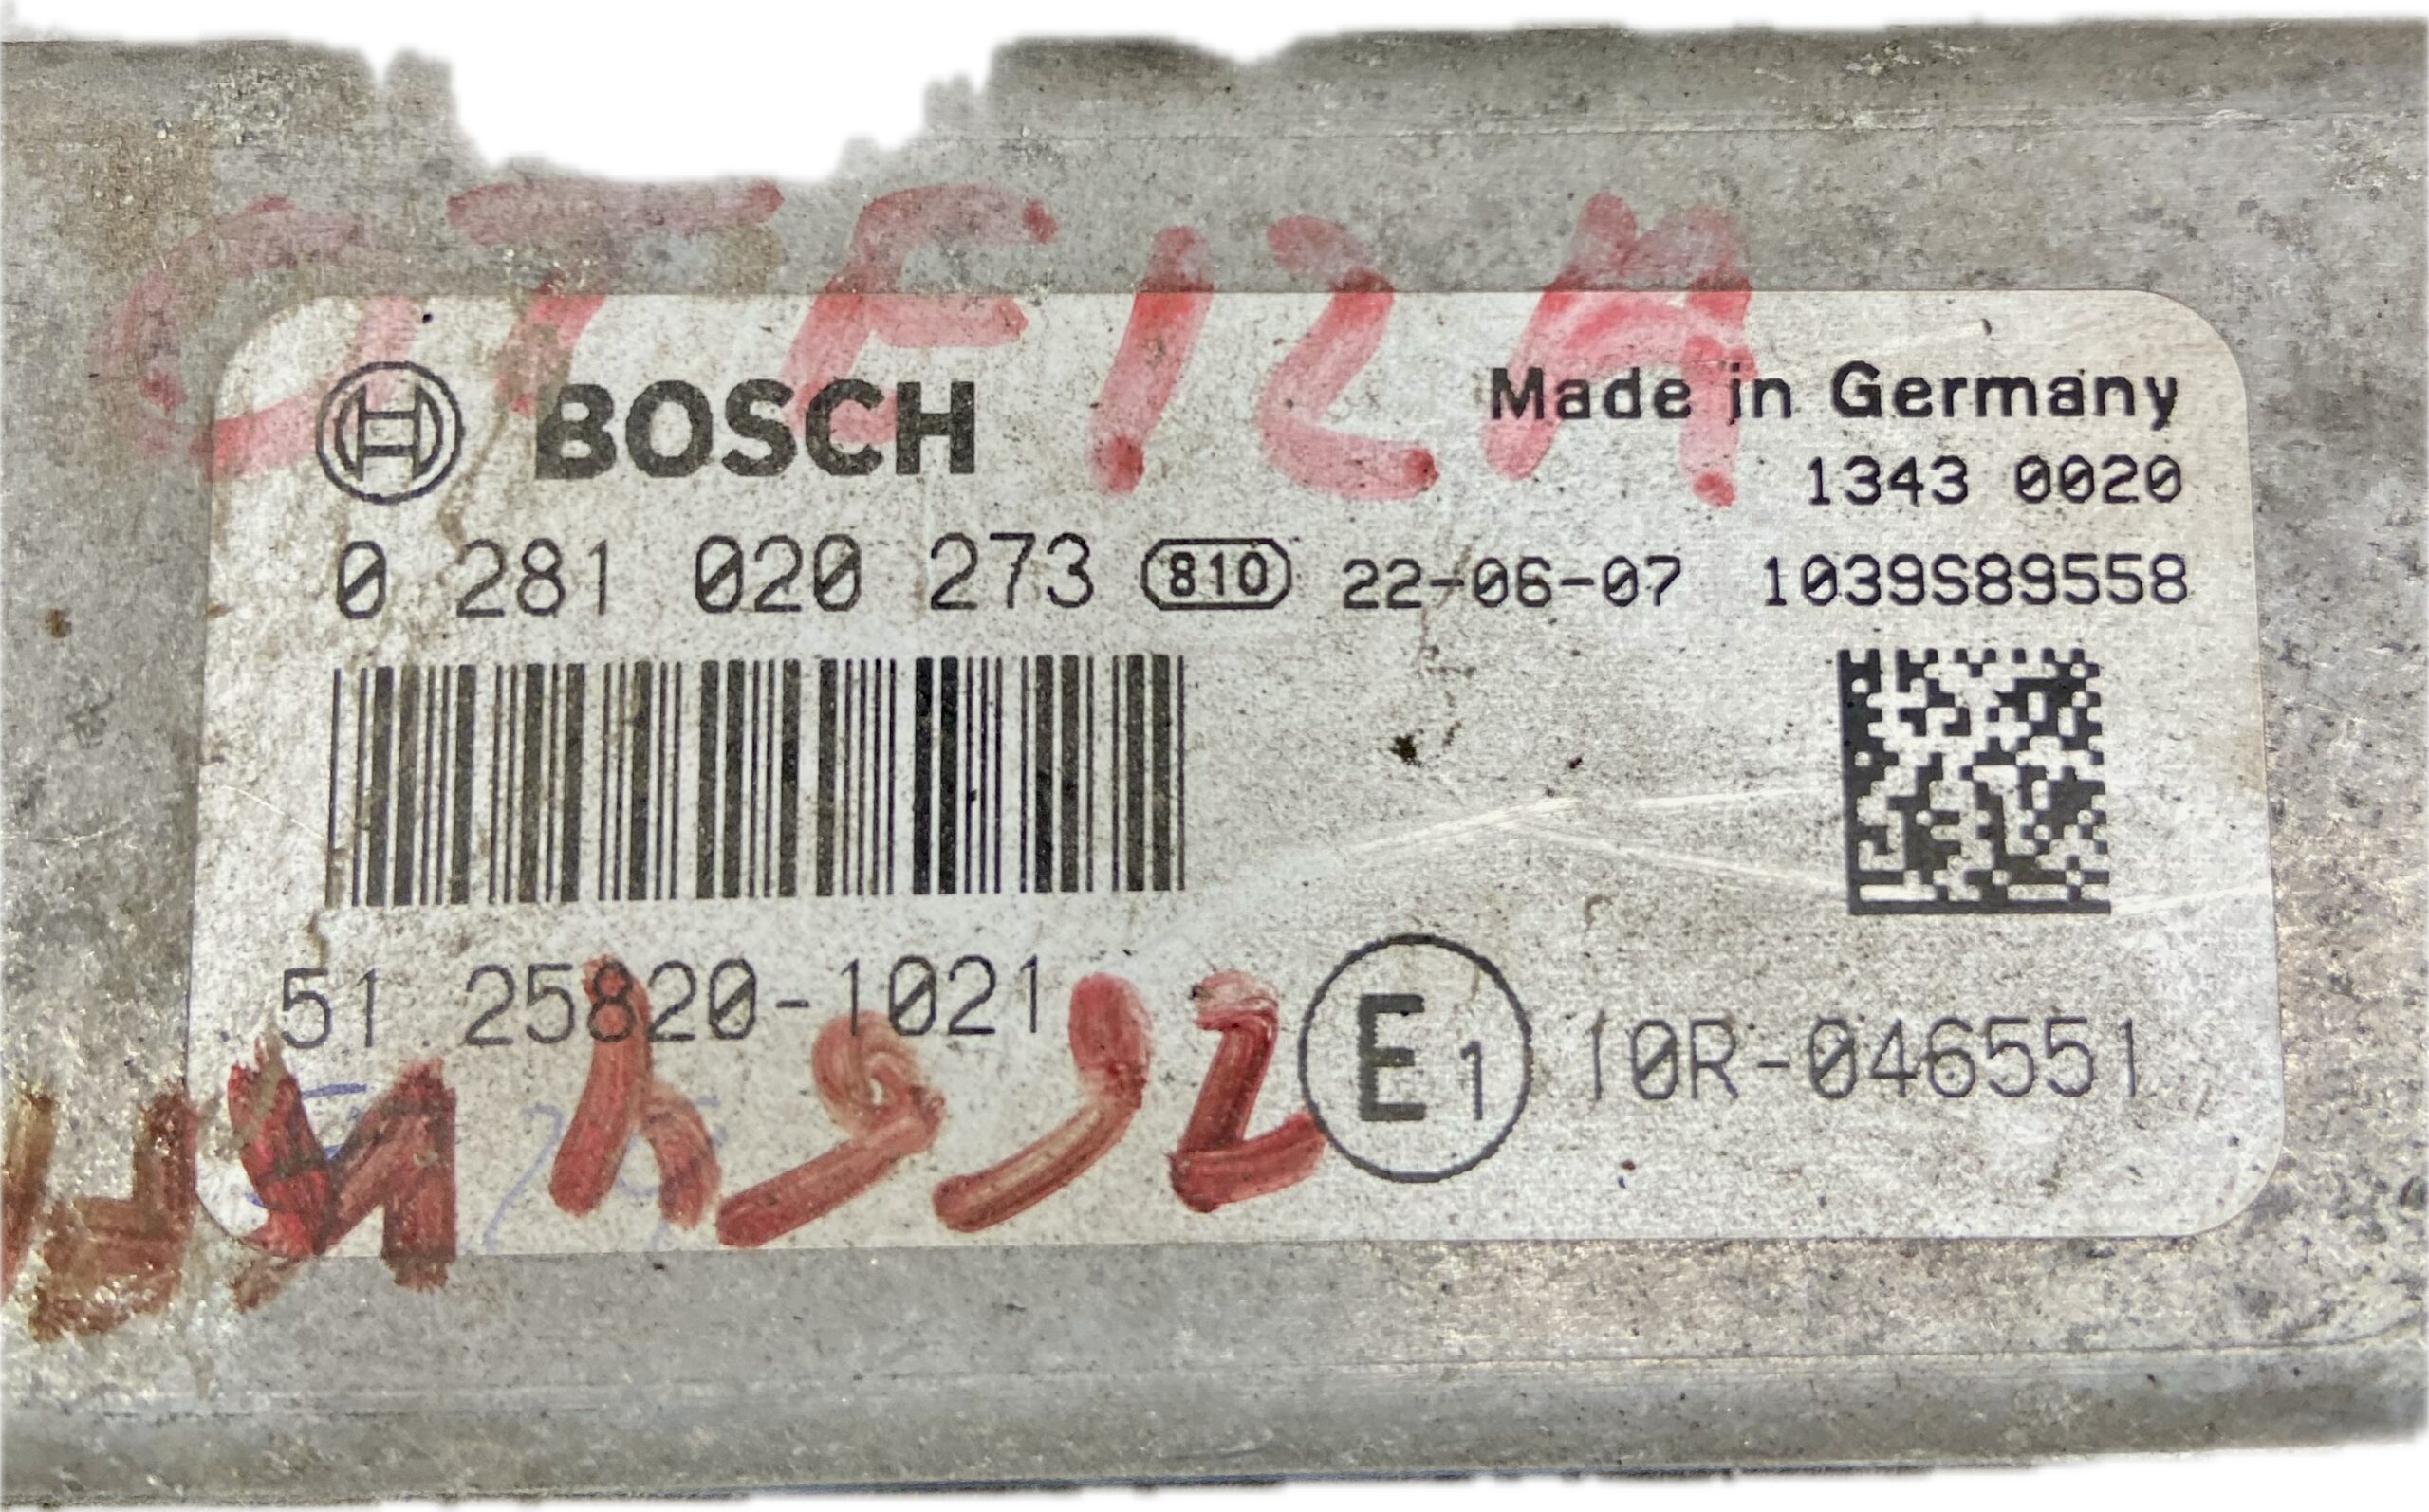 BOSCH
Made in Germany
1343 0020
0 281 020 273 810 22-06-07 1039S89558
51.25820-1021
E1 10R-046551